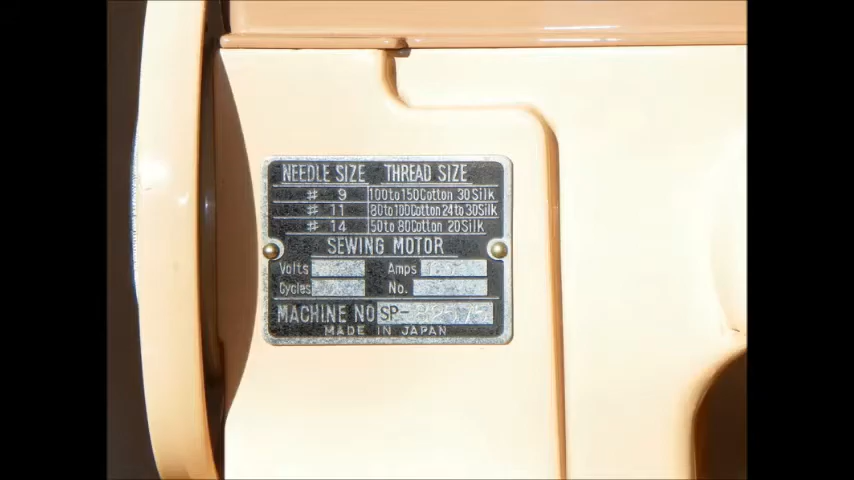 NEEDLE SIZE THREAD SIZE
# 9 100to150Cotton 30Silk
# 11 80to100Cotton 24to30Silk
# 14 50to80Cotton 20Silk
SEWING MOTOR
Volts Amps
Cycles No.
MACHINE NO SP-
MADE IN JAPAN